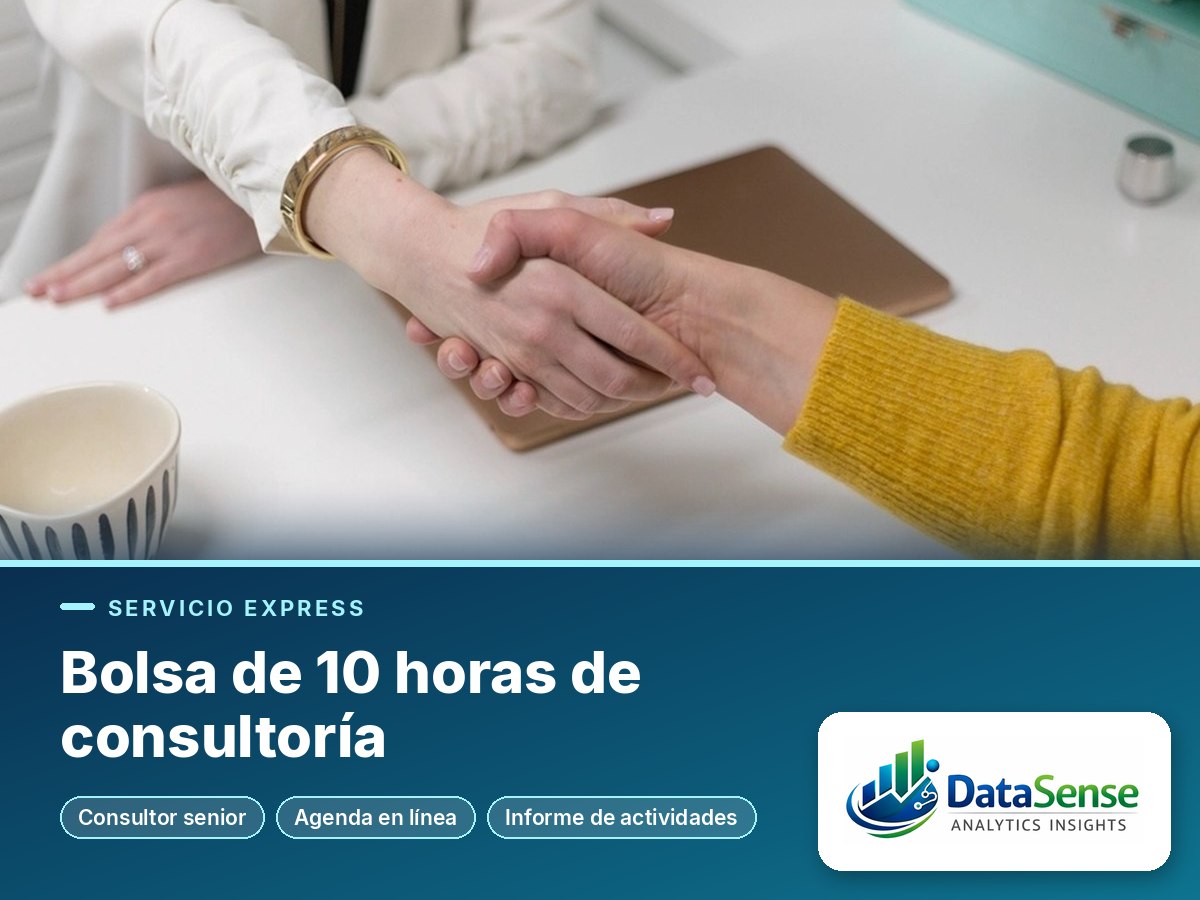 SERVICIO EXPRESS
Bolsa de 10 horas de
consultoría
Consultor senior
Agenda en línea
Informe de actividades
DataSense
ANALYTICS INSIGHTS